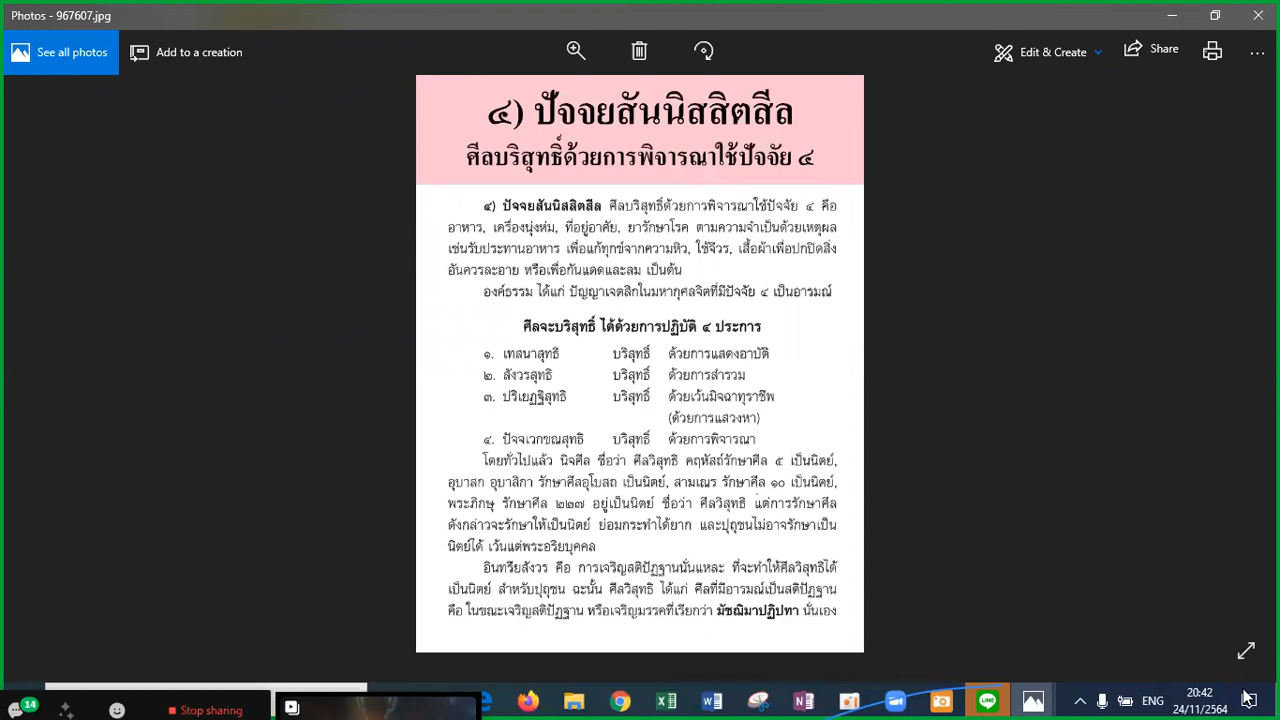 Photos - 967607.jpg
See all photos
Add to a creation
Edit & Create
Share
๔) ปัจจยสันนิสสิตสีล
ศีลบริสุทธิ์ด้วยการพิจารณาใช้ปัจจัย ๔
๔) ปัจจยสันนิสสิตสีล ศีลบริสุทธิ์ด้วยการพิจารณาใช้ปัจจัย ๔ คือ
อาหาร, เครื่องนุ่งห่ม, ที่อยู่อาศัย, ยารักษาโรค ตามความจำเป็นด้วยเหตุผล
เช่นรับประทานอาหาร เพื่อแก้ทุกข์จากความหิว, ใช้จีวร, เสื้อผ้าเพื่อปกปิดสิ่ง
อันควรละอาย หรือเพื่อกันแดดและลม เป็นต้น
องค์ธรรม ได้แก่ ปัญญาเจตสิกในมหากุศลจิตที่มีปัจจัย ๔ เป็นอารมณ์
ศีลจะบริสุทธิ์ ได้ด้วยการปฏิบัติ ๔ ประการ
๑. เทสนาสุทธิ บริสุทธิ์ ด้วยการแสดงอาบัติ
๒. สังวรสุทธิ บริสุทธิ์ ด้วยการสำรวม
๓. ปริเยฏฐิสุทธิ บริสุทธิ์ ด้วยเว้นมิจฉาทุราชีพ
(ด้วยการแสวงหา)
๔. ปัจจเวกขณสุทธิ บริสุทธิ์ ด้วยการพิจารณา
โดยทั่วไปแล้ว นิจศีล ชื่อว่า ศีลวิสุทธิ คฤหัสถ์รักษาศีล ๕ เป็นนิตย์,
อุบาสก อุบาสิกา รักษาศีลอุโบสถ เป็นนิตย์, สามเณร รักษาศีล ๑๐ เป็นนิตย์,
พระภิกษุ รักษาศีล ๒๒๗ อยู่เป็นนิตย์ ชื่อว่า ศีลวิสุทธิ แต่การรักษาศีล
ดังกล่าวจะรักษาให้เป็นนิตย์ ย่อมกระทำได้ยาก และปุถุชนไม่อาจรักษาเป็น
นิตย์ได้ เว้นแต่พระอริยบุคคล
อินทรียสังวร คือ การเจริญสติปัฏฐานนั่นแหละ ที่จะทำให้ศีลวิสุทธิได้
เป็นนิตย์ สำหรับปุถุชน ฉะนั้น ศีลวิสุทธิ ได้แก่ ศีลที่มีอารมณ์เป็นสติปัฏฐาน
คือ ในขณะเจริญสติปัฏฐาน หรือเจริญมรรคที่เรียกว่า มัชฌิมาปฏิปทา นั่นเอง
14
Stop sharing
ENG
20:42
24/11/2564